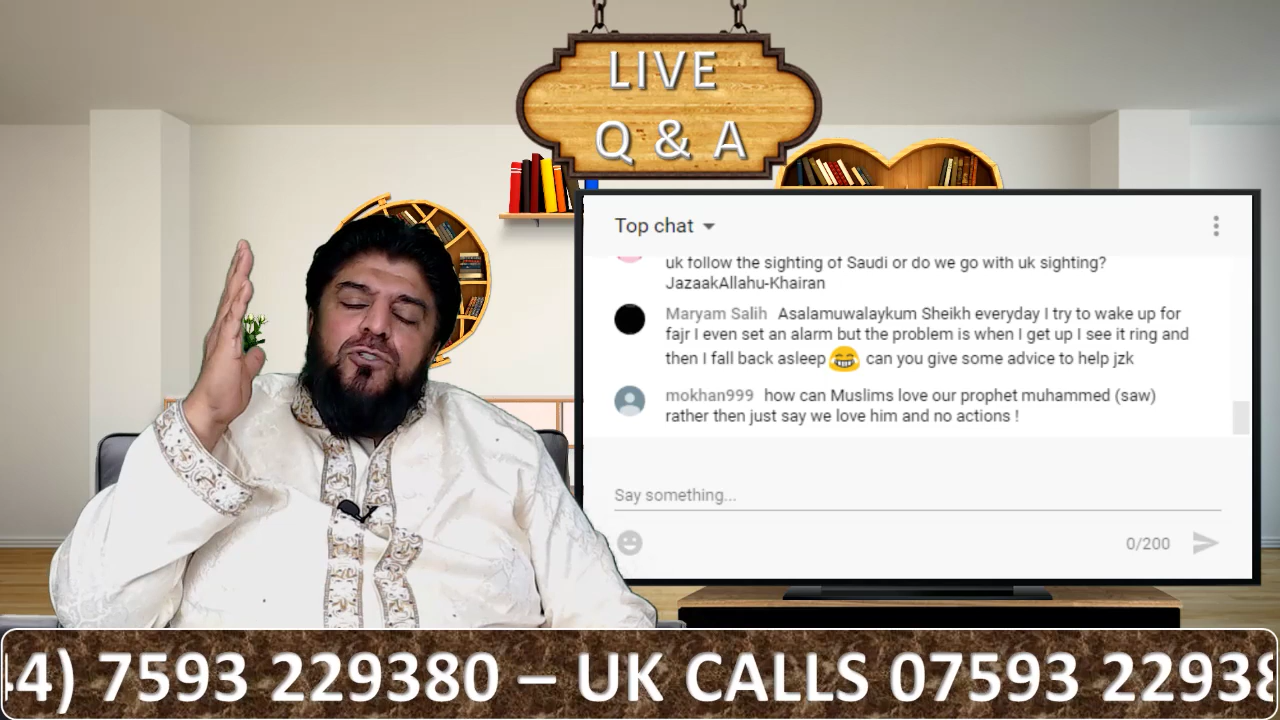 LIVE
Q & A
Top chat
uk follow the sighting of Saudi or do we go with uk sighting?
JazaakAllahu-Khairan
Maryam Salih Asalamuwalaykum Sheikh everyday I try to wake up for
fajr I even set an alarm but the problem is when I get up I see it ring and
then I fall back asleep 😂 can you give some advice to help jzk
mokhan999 how can Muslims love our prophet muhammed (saw)
rather then just say we love him and no actions !
Say something...
0/200
4) 7593 229380 – UK CALLS 07593 22938